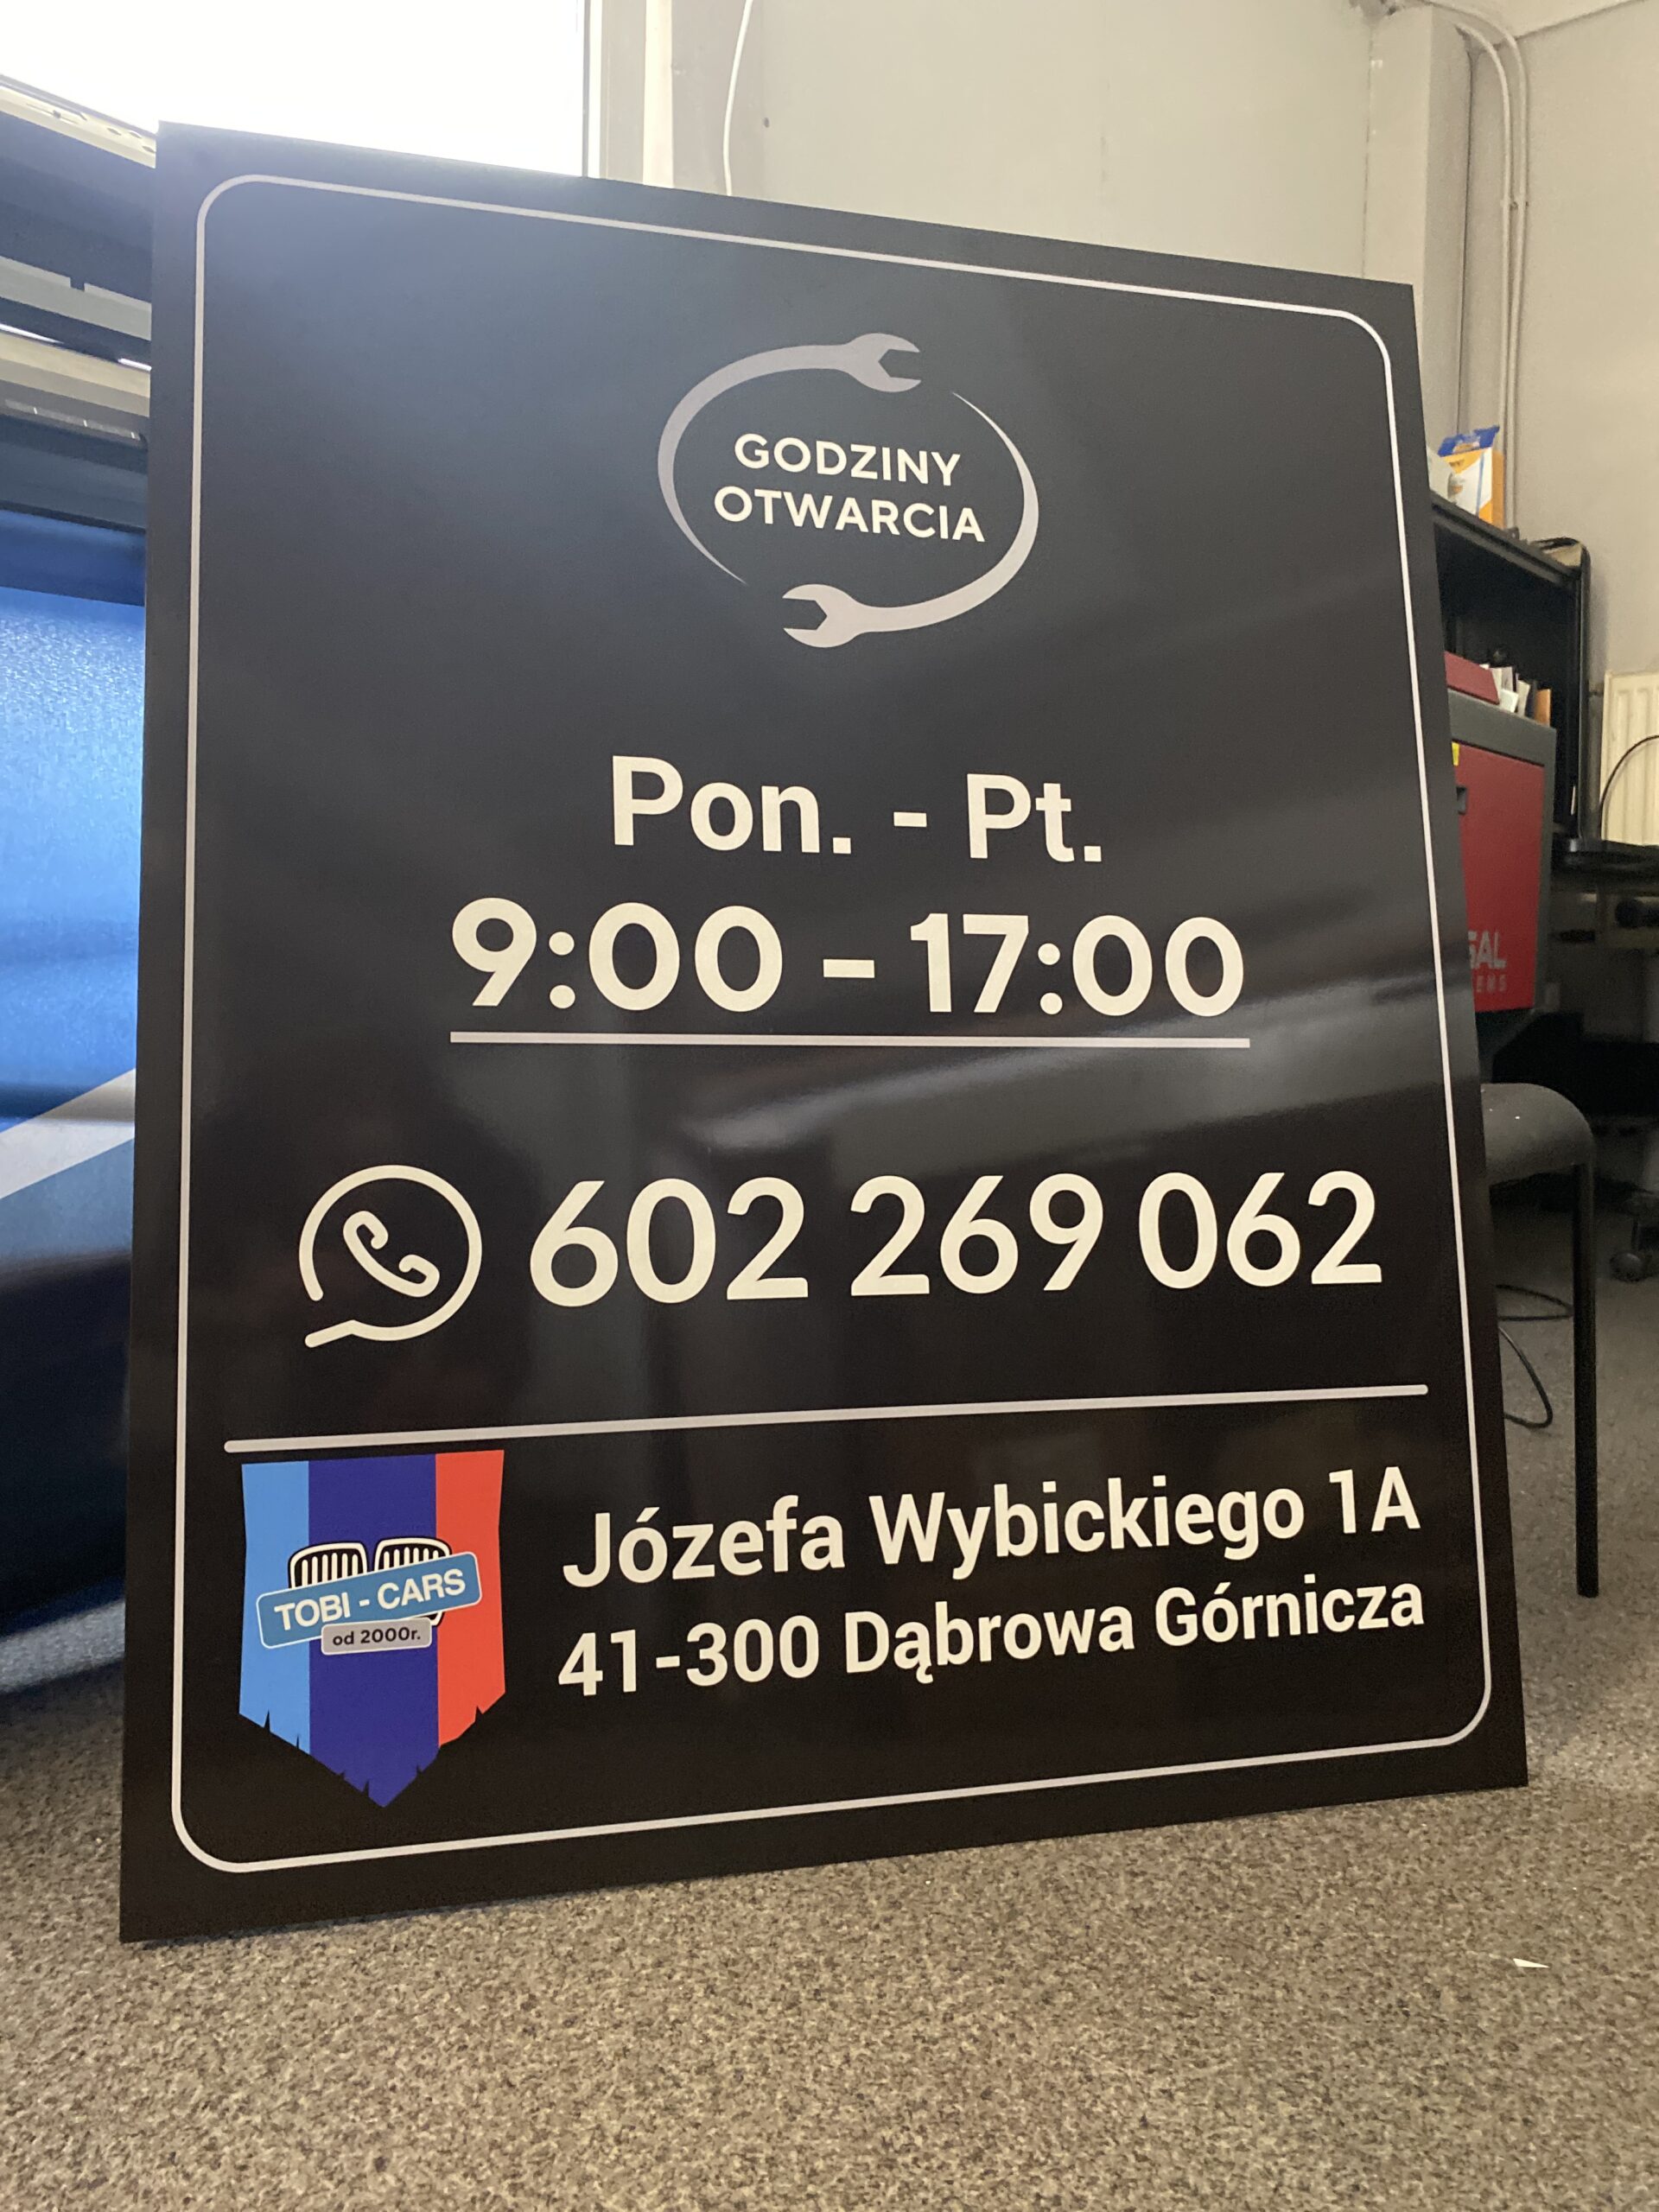 GODZINY
OTWARCIA
Pon. - Pt.
9:00 - 17:00
602 269 062
TOBI - CARS
od 2000r.
Józefa Wybickiego 1A
41-300 Dąbrowa Górnicza